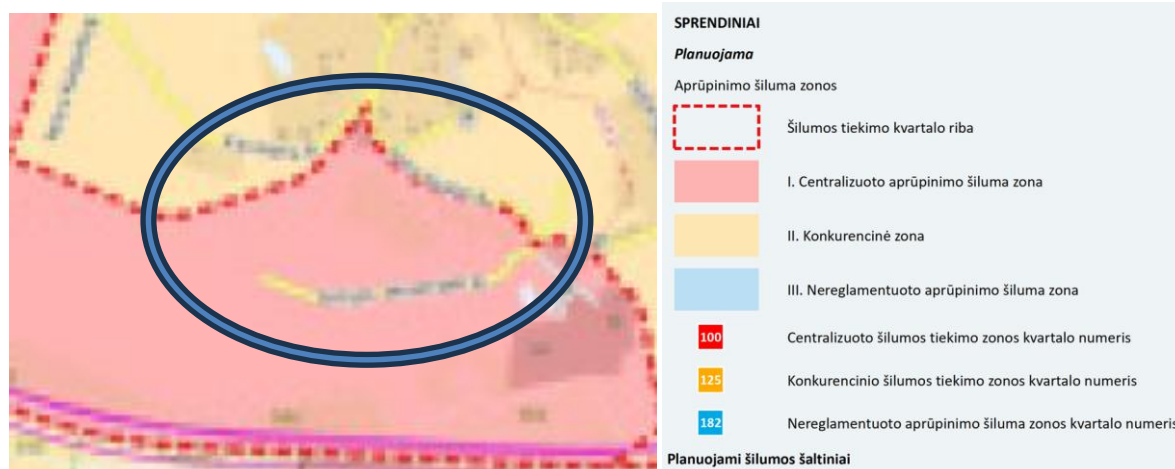 SPRENDINIAI
Planuojama
Aprūpinimo šiluma zonos
Šilumos tiekimo kvartalo riba
I. Centralizuoto aprūpinimo šiluma zona
II. Konkurencinė zona
III. Nereglamentuoto aprūpinimo šiluma zona
100 Centralizuoto šilumos tiekimo zonos kvartalo numeris
125 Konkurencinio šilumos tiekimo zonos kvartalo numeris
182 Nereglamentuoto aprūpinimo šiluma zonos kvartalo numeris
Planuojami šilumos šaltiniai